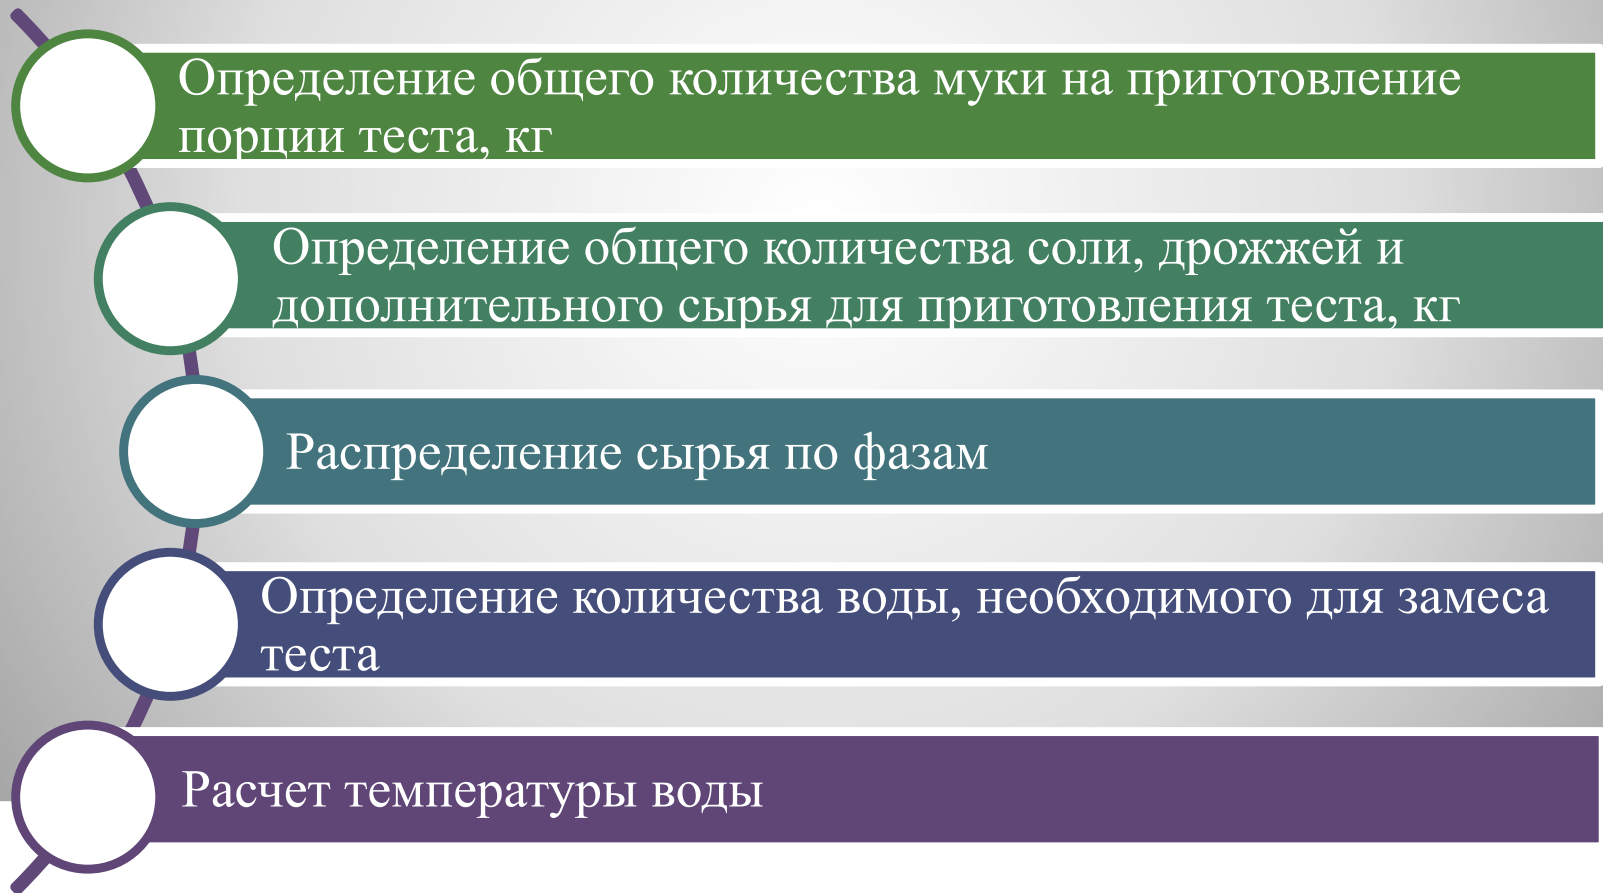 Определение общего количества муки на приготовление
порции теста, кг
Определение общего количества соли, дрожжей и
дополнительного сырья для приготовления теста, кг
Распределение сырья по фазам
Определение количества воды, необходимого для замеса
теста
Расчет температуры воды